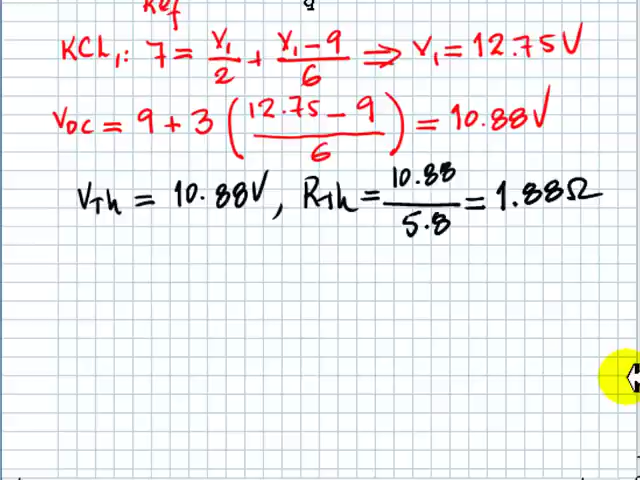 Ref
KCL₁: 7 = V₁/2 + (V₁ - 9)/6 ⇒ V₁ = 12.75V
VOC = 9 + 3 ((12.75 - 9)/6) = 10.88V
VTh = 10.88V, RTh = 10.88/5.8 = 1.88Ω